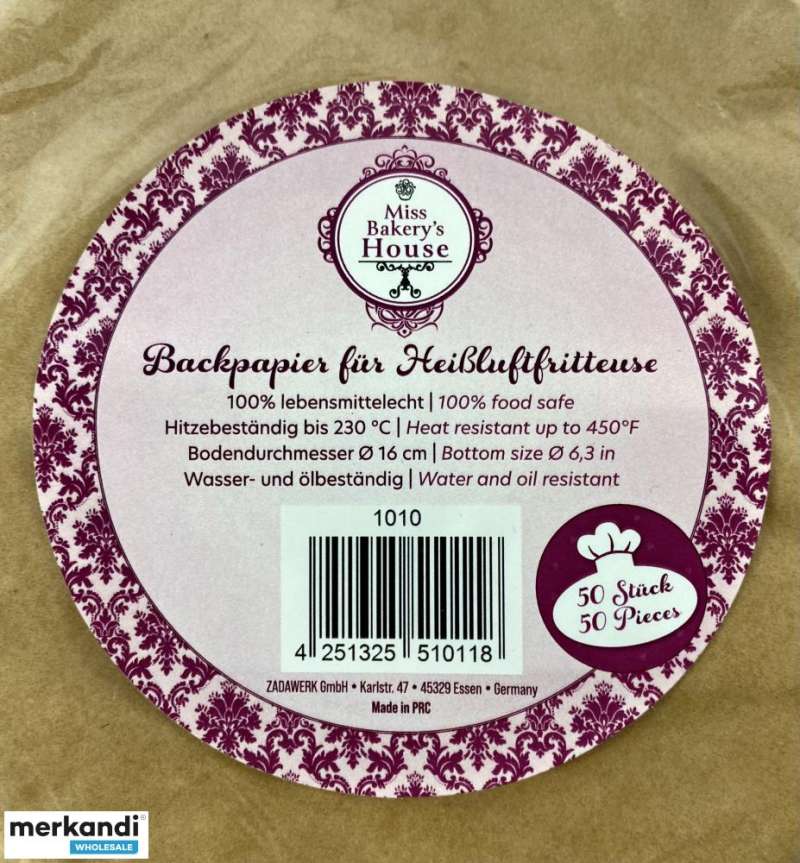 Miss
Bakery's
House
Backpapier für Heißluftfritteuse
100% lebensmittelecht | 100% food safe
Hitzebeständig bis 230 °C | Heat resistant up to 450°F
Bodendurchmesser Ø 16 cm | Bottom size Ø 6,3 in
Wasser- und ölbeständig | Water and oil resistant
1010
4 251325 510118
50 Stück
50 Pieces
ZADAWERK GmbH • Karlstr. 47 • 45329 Essen • Germany
Made in PRC
merkandi®
WHOLESALE